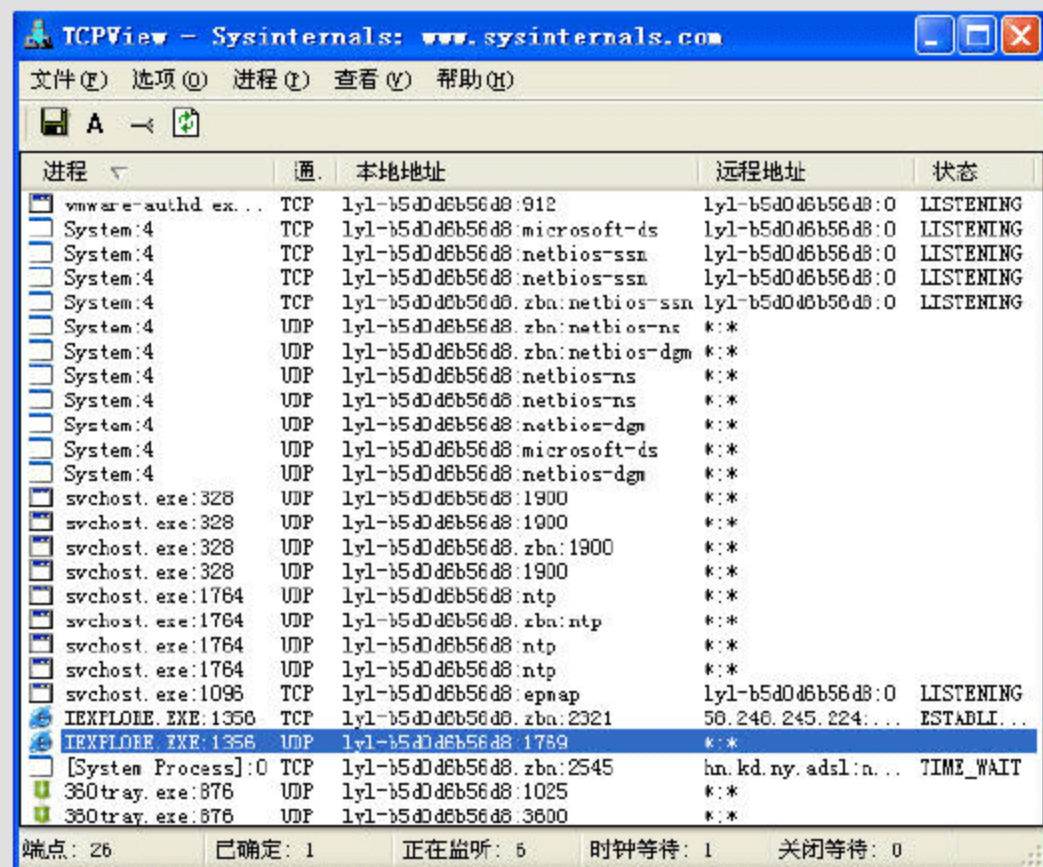 TCPView - Sysinternals: www.sysinternals.com
文件(F) 选项(O) 进程(P) 查看(V) 帮助(H)
A
进程 通. 本地地址 远程地址 状态
vmware-authd.ex... TCP lyl-b5d0d6b56d8:912 lyl-b5d0d6b56d8:0 LISTENING
System:4 TCP lyl-b5d0d6b56d8:microsoft-ds lyl-b5d0d6b56d8:0 LISTENING
System:4 TCP lyl-b5d0d6b56d8:netbios-ssn lyl-b5d0d6b56d8:0 LISTENING
System:4 TCP lyl-b5d0d6b56d8:netbios-ssn lyl-b5d0d6b56d8:0 LISTENING
System:4 TCP lyl-b5d0d6b56d8.zbn:netbios-ssn lyl-b5d0d6b56d8:0 LISTENING
System:4 UDP lyl-b5d0d6b56d8.zbn:netbios-ns *:*
System:4 UDP lyl-b5d0d6b56d8.zbn:netbios-dgm *:*
System:4 UDP lyl-b5d0d6b56d8:netbios-ns *:*
System:4 UDP lyl-b5d0d6b56d8:netbios-ns *:*
System:4 UDP lyl-b5d0d6b56d8:netbios-dgm *:*
System:4 UDP lyl-b5d0d6b56d8:microsoft-ds *:*
System:4 UDP lyl-b5d0d6b56d8:netbios-dgm *:*
svchost.exe:328 UDP lyl-b5d0d6b56d8:1900 *:*
svchost.exe:328 UDP lyl-b5d0d6b56d8:1900 *:*
svchost.exe:328 UDP lyl-b5d0d6b56d8.zbn:1900 *:*
svchost.exe:328 UDP lyl-b5d0d6b56d8:1900 *:*
svchost.exe:1764 UDP lyl-b5d0d6b56d8:ntp *:*
svchost.exe:1764 UDP lyl-b5d0d6b56d8.zbn:ntp *:*
svchost.exe:1764 UDP lyl-b5d0d6b56d8:ntp *:*
svchost.exe:1764 UDP lyl-b5d0d6b56d8:ntp *:*
svchost.exe:1096 TCP lyl-b5d0d6b56d8:epmap lyl-b5d0d6b56d8:0 LISTENING
IEXPLORE.EXE:1356 TCP lyl-b5d0d6b56d8.zbn:2321 58.248.245.224:... ESTABLI...
IEXPLORE.EXE:1356 UDP lyl-b5d0d6b56d8:1769 *:*
[System Process]:0 TCP lyl-b5d0d6b56d8.zbn:2545 hn.kd.ny.adsl:n... TIME_WAIT
360tray.exe:876 UDP lyl-b5d0d6b56d8:1025 *:*
360tray.exe:876 UDP lyl-b5d0d6b56d8:3600 *:*
端点: 26 已确定: 1 正在监听: 6 时钟等待: 1 关闭等待: 0